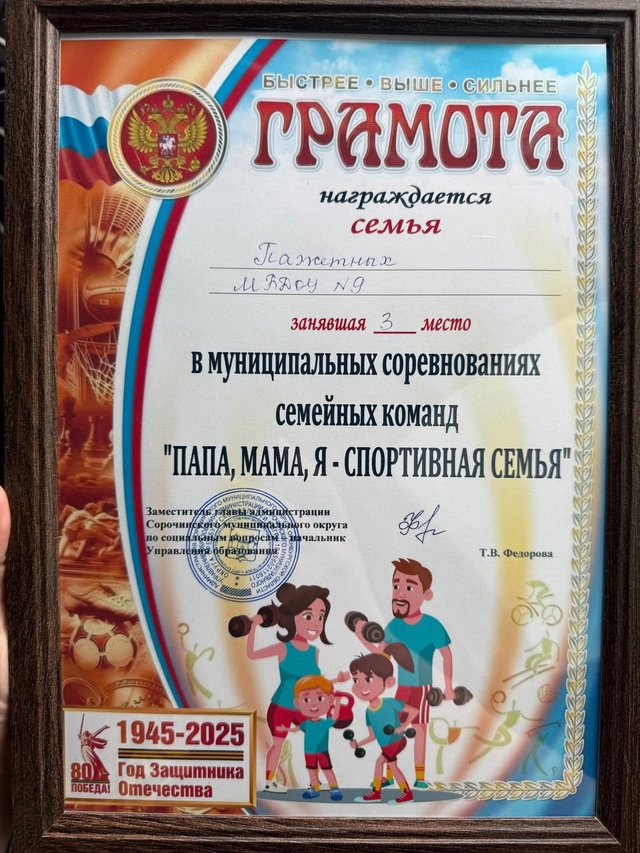 БЫСТРЕЕ • ВЫШЕ • СИЛЬНЕЕ
ГРАМОТА
награждается
семья
Пажетных
МБДОУ №9
занявшая 3 место
в муниципальных соревнованиях
семейных команд
"ПАПА, МАМА, Я - СПОРТИВНАЯ СЕМЬЯ"
Заместитель главы администрации
Сорочинского муниципального округа
по социальным вопросам – начальник
Управления образования
Т.В. Федорова
1945-2025
80
ПОБЕДА!
Год Защитника
Отечества